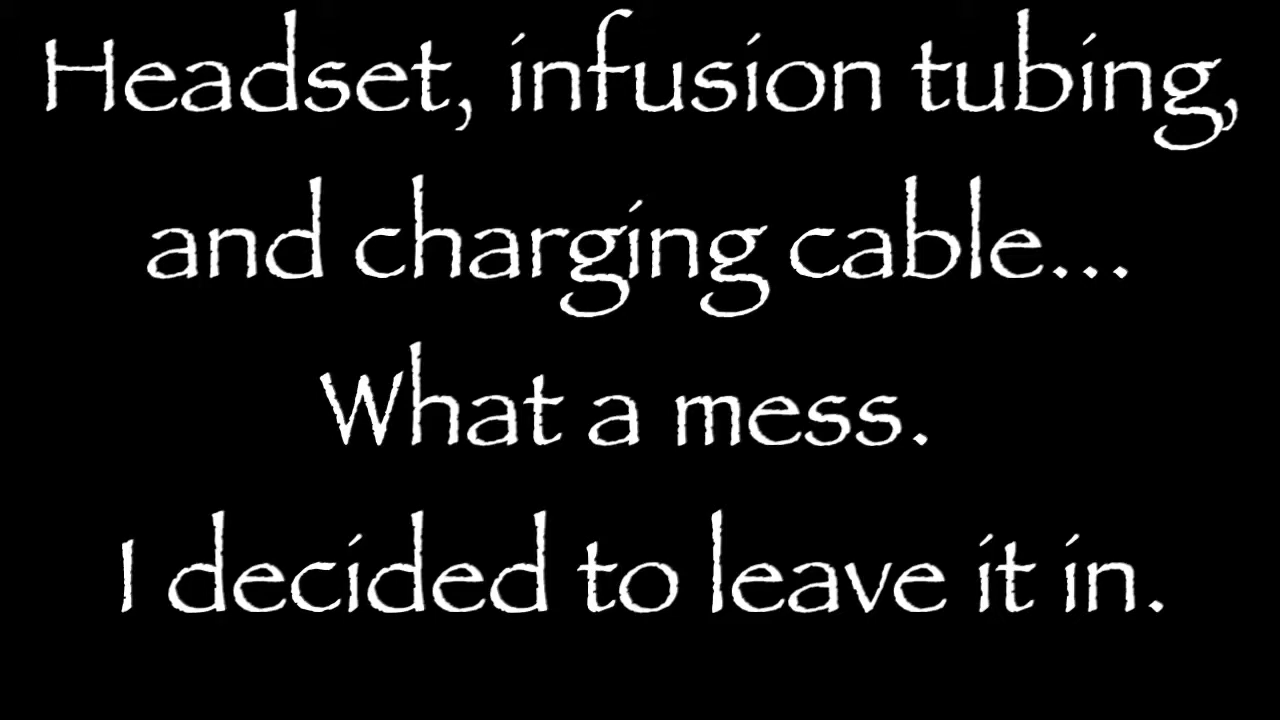 Headset, infusion tubing,
and charging cable...
What a mess.
I decided to leave it in.